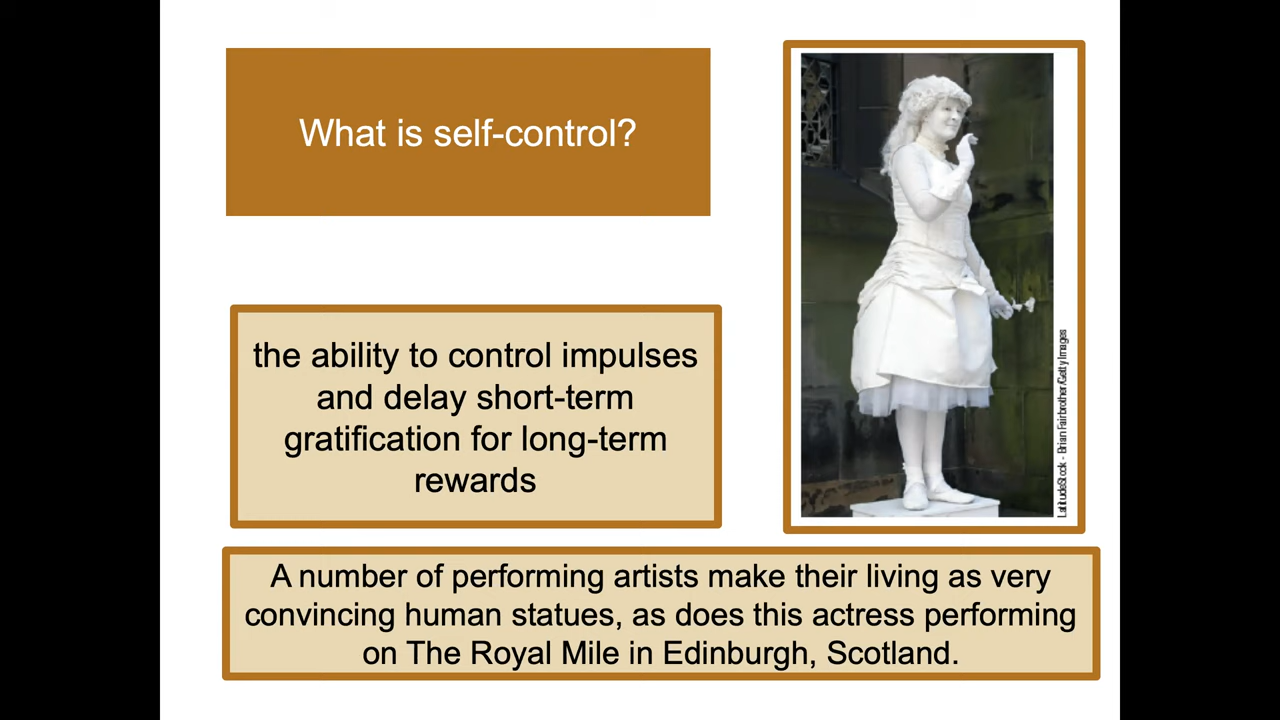 What is self-control?
the ability to control impulses
and delay short-term
gratification for long-term
rewards
LatitudeStock - Brian Fairbrother/Getty Images
A number of performing artists make their living as very
convincing human statues, as does this actress performing
on The Royal Mile in Edinburgh, Scotland.